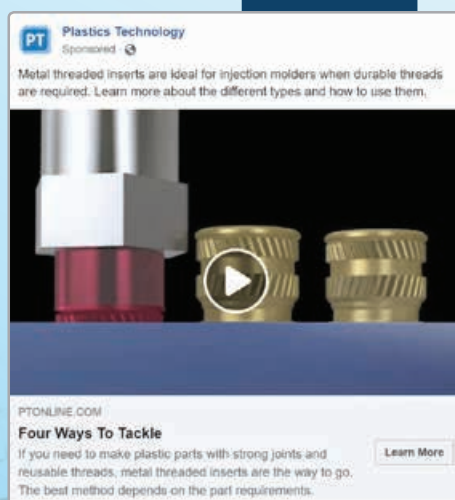 PT
Plastics Technology
Sponsored
Metal threaded inserts are ideal for injection molders when durable threads
are required. Learn more about the different types and how to use them.
PTONLINE.COM
Four Ways To Tackle
If you need to make plastic parts with strong joints and
reusable threads, metal threaded inserts are the way to go.
The best method depends on the part requirements.
Learn More